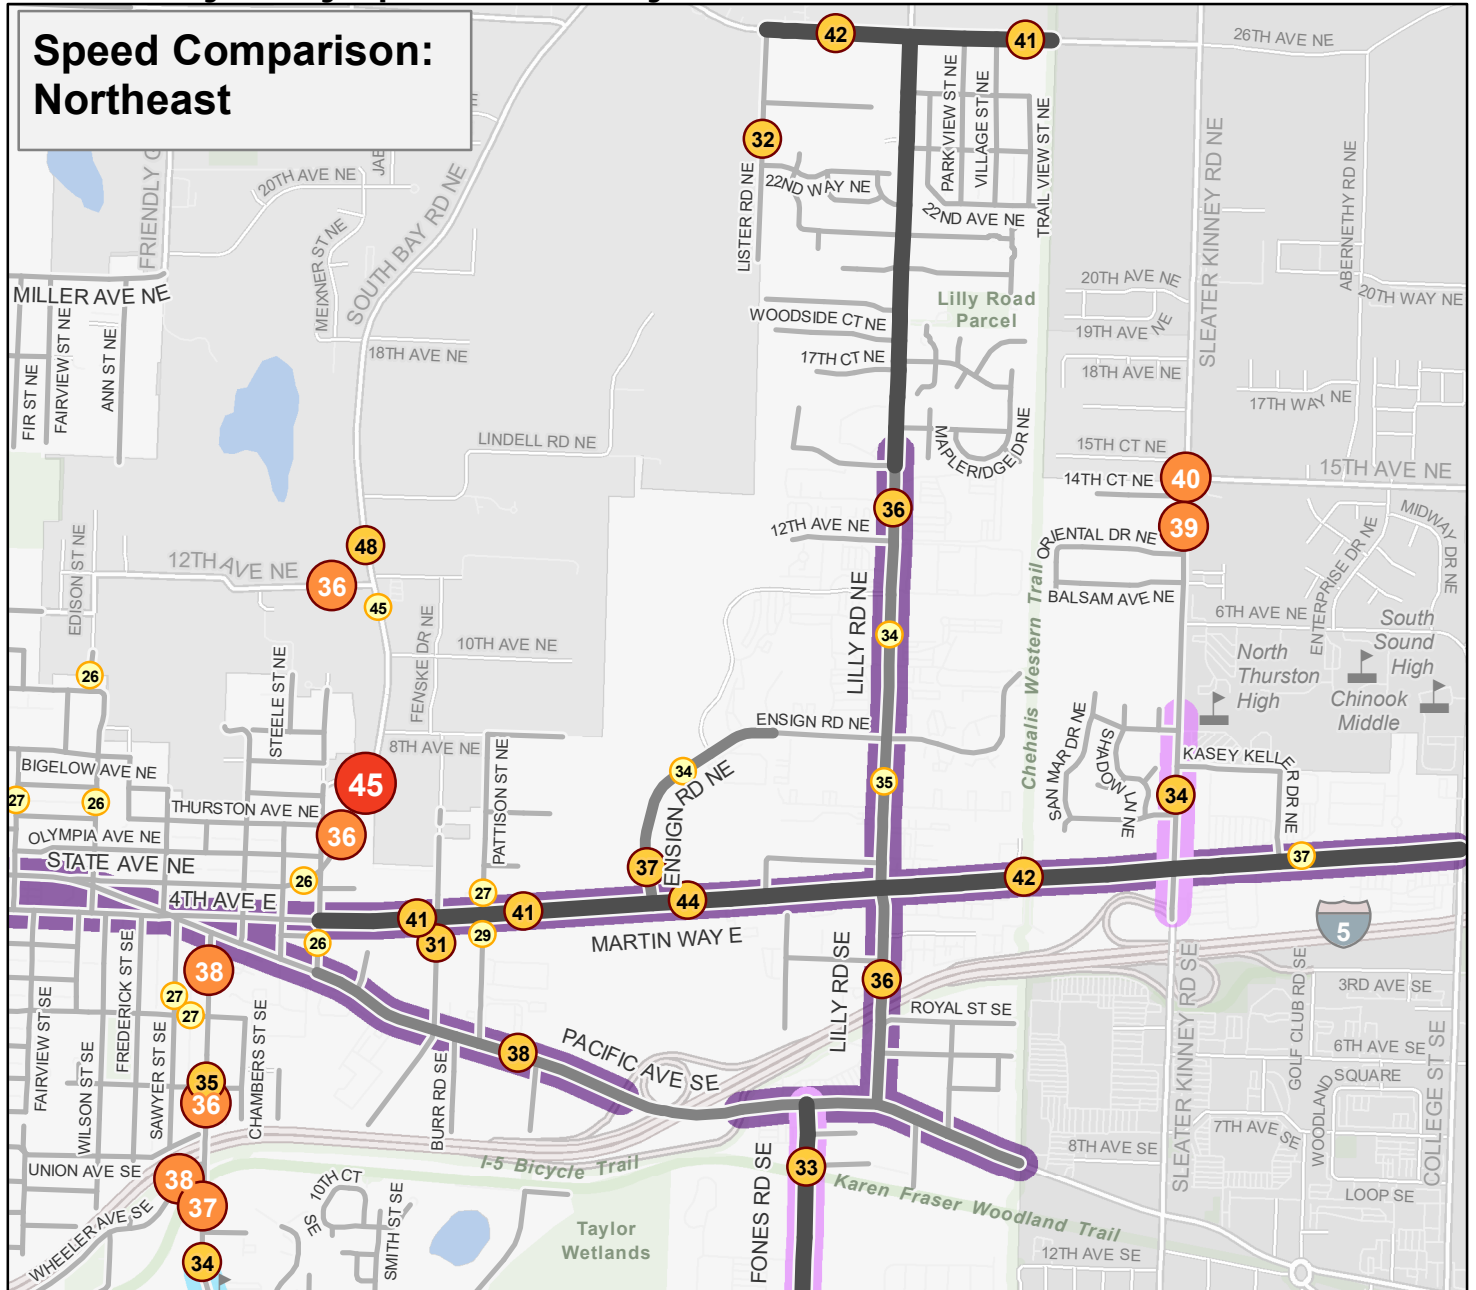 Speed Comparison:
Northeast
42
41
26TH AVE NE
32
PARK VIEW ST NE
VILLAGE ST NE
TRAIL VIEW ST NE
20TH AVE NE
FRIENDLY
SOUTH BAY RD NE
MEIXNER ST NE
22ND WAY NE
22ND AVE NE
LISTER RD NE
SLEATER KINNEY RD NE
ABERNETHY RD NE
MILLER AVE NE
20TH AVE NE
20TH WAY NE
Lilly Road
Parcel
WOODSIDE CT NE
19TH AVE NE
FIR ST NE
FAIRVIEW ST NE
ANN ST NE
18TH AVE NE
17TH CT NE
18TH AVE NE
17TH WAY NE
MAPLERIDGE DR NE
LINDELL RD NE
15TH CT NE
15TH AVE NE
40
14TH CT NE
36
12TH AVE NE
39
ORIENTAL DR NE
MIDWAY DR NE
ENTERPRISE DR NE
EDISON ST NE
48
12TH AVE NE
36
45
BALSAM AVE NE
6TH AVE NE
LILLY RD NE
34
South
Sound
High
North
Thurston
High
Chinook
Middle
10TH AVE NE
FENSKE DR NE
STEELE ST NE
26
Chehalis Western Trail
ENSIGN RD NE
8TH AVE NE
SAN MAR DR NE
SHADOW LN NE
KASEY KELLER DR NE
BIGELOW AVE NE
45
PATTISON ST NE
34
ENSIGN RD NE
35
34
27
26
THURSTON AVE NE
36
OLYMPIA AVE NE
STATE AVE NE
26
37
37
4TH AVE E
27
44
42
41
41
31
29
26
MARTIN WAY E
5
38
FREDERICK ST SE
27
27
LILLY RD SE
36
ROYAL ST SE
SLEATER KINNEY RD SE
GOLF CLUB RD SE
3RD AVE SE
FAIRVIEW ST SE
WILSON ST SE
SAWYER ST SE
CHAMBERS ST SE
38
PACIFIC AVE SE
6TH AVE SE
COLLEGE ST SE
35
36
BURR RD SE
WOODLAND
SQUARE
LOOP SE
7TH AVE SE
8TH AVE SE
UNION AVE SE
I-5 Bicycle Trail
33
38
37
WHEELER AVE SE
10TH CT SE
SMITH ST SE
Karen Fraser Woodland Trail
FONES RD SE
Taylor
Wetlands
12TH AVE SE
34